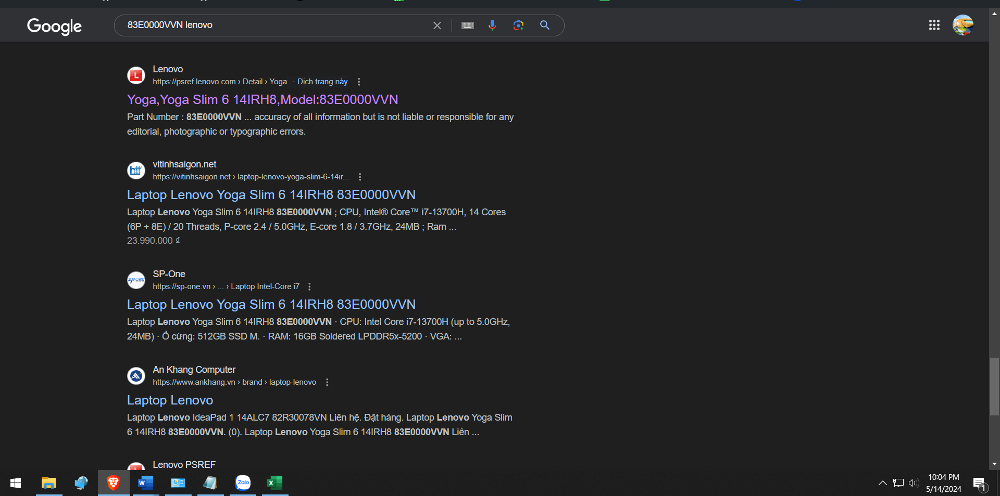 Google
83E0000VVN lenovo
Lenovo
https://psref.lenovo.com › Detail › Yoga · Dịch trang này
Yoga,Yoga Slim 6 14IRH8,Model:83E0000VVN
Part Number : 83E0000VVN ... accuracy of all information but is not liable or responsible for any
editorial, photographic or typographic errors.
vitinhsaigon.net
https://vitinhsaigon.net › laptop-lenovo-yoga-slim-6-14ir...
Laptop Lenovo Yoga Slim 6 14IRH8 83E0000VVN
Laptop Lenovo Yoga Slim 6 14IRH8 83E0000VVN ; CPU, Intel® Core™ i7-13700H, 14 Cores
(6P + 8E) / 20 Threads, P-core 2.4 / 5.0GHz, E-core 1.8 / 3.7GHz, 24MB ; Ram ...
23.990.000 ₫
SP-One
https://sp-one.vn › ... › Laptop Intel-Core i7
Laptop Lenovo Yoga Slim 6 14IRH8 83E0000VVN
Laptop Lenovo Yoga Slim 6 14IRH8 83E0000VVN · CPU: Intel Core i7-13700H (up to 5.0GHz,
24MB) · Ổ cứng: 512GB SSD M. · RAM: 16GB Soldered LPDDR5x-5200 · VGA: ...
An Khang Computer
https://www.ankhang.vn › brand › laptop-lenovo
Laptop Lenovo
Laptop Lenovo IdeaPad 1 14ALC7 82R30078VN Liên hệ. Đặt hàng. Laptop Lenovo Yoga Slim
6 14IRH8 83E0000VVN. (0). Laptop Lenovo Yoga Slim 6 14IRH8 83E0000VVN Liên ...
Lenovo PSREF
Zalo
10:04 PM
5/14/2024
1